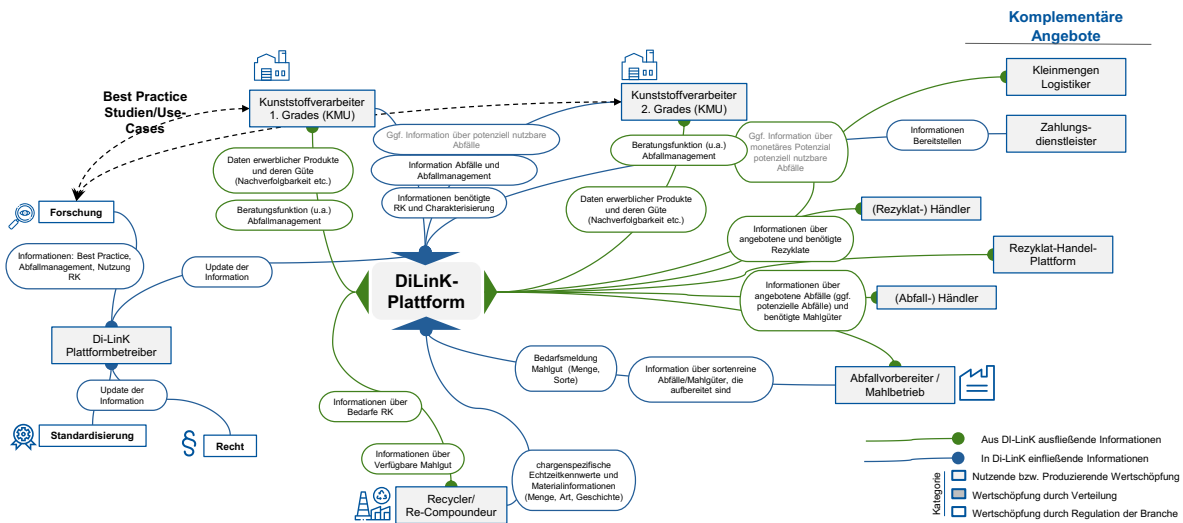 Komplementäre
Angebote
Best Practice
Studien/Use-
Cases
Kunststoffverarbeiter
1. Grades (KMU)
Kunststoffverarbeiter
2. Grades (KMU)
Kleinmengen
Logistiker
Zahlungs-
dienstleister
Informationen
Bereitstellen
Ggf. Information über potenziell nutzbare
Abfälle
Information Abfälle und
Abfallmanagement
Informationen benötigte
RK und Charakterisierung
Daten erwerblicher Produkte
und deren Güte
(Nachverfolgbarkeit etc.)
Beratungsfunktion (u.a.)
Abfallmanagement
Beratungsfunktion (u.a.)
Abfallmanagement
Ggf. Information über
monetäres Potenzial
potenziell nutzbare
Abfälle
Daten erwerblicher Produkte
und deren Güte
(Nachverfolgbarkeit etc.)
(Rezyklat-) Händler
Informationen über
angebotene und benötigte
Rezyklate
Rezyklat-Handel-
Plattform
Informationen über
angebotene Abfälle (ggf.
potenzielle Abfälle) und
benötigte Mahlgüter
(Abfall-) Händler
Forschung
Informationen: Best Practice,
Abfallmanagement, Nutzung
RK
Update der
Information
DiLinK-
Plattform
Di-LinK
Plattformbetreiber
Update der
Information
Standardisierung
§
Recht
Bedarfsmeldung
Mahlgut (Menge,
Sorte)
Information über sortenreine
Abfälle/Mahlgüter, die
aufbereitet sind
Abfallvorbereiter /
Mahlbetrieb
Informationen über
Bedarfe RK
Informationen über
Verfügbare Mahlgut
chargenspezifische
Echtzeitkennwerte und
Materialinformationen
(Menge, Art, Geschichte)
Recycler/
Re-Compoundeur
Aus DI-LinK ausfließende Informationen
In Di-LinK einfließende Informationen
Kategorie
Nutzende bzw. Produzierende Wertschöpfung
Wertschöpfung durch Verteilung
Wertschöpfung durch Regulation der Branche